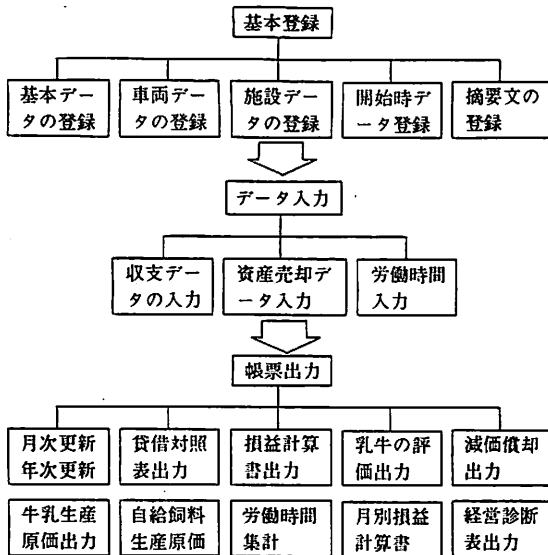 基本登録
基本デー
タの登録
車両デー
タの登録
施設デー
タの登録
開始時デ
ータ登録
摘要文の
登録
データ入力
収支デー
タの入力
資産売却デ
ータ入力
労働時間
入力
帳票出力
月次更新
年次更新
貸借対照
表出力
損益計算
書出力
乳牛の評
価出力
減価償却
出力
牛乳生産
原価出力
自給飼料
生産原価
労働時間
集計
月別損益
計算書
経営診断
表出力